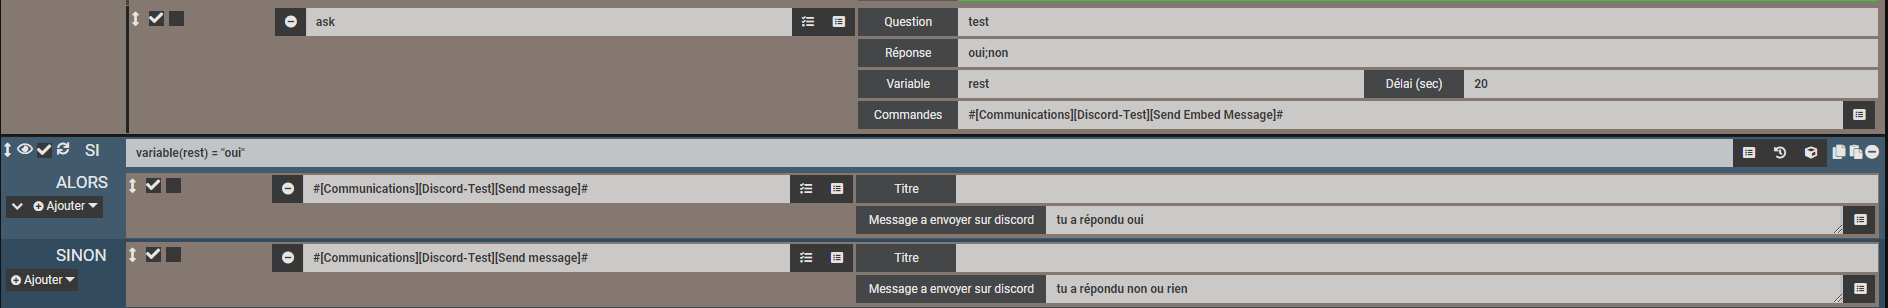 ask
Question
test
Réponse
oui;non
Variable
rest
Délai (sec)
20
Commandes
#[Communications][Discord-Test][Send Embed Message]#
SI
variable(rest) = "oui"
ALORS
Ajouter
#[Communications][Discord-Test][Send message]#
Titre
Message a envoyer sur discord
tu a répondu oui
SINON
Ajouter
#[Communications][Discord-Test][Send message]#
Titre
Message a envoyer sur discord
tu a répondu non ou rien